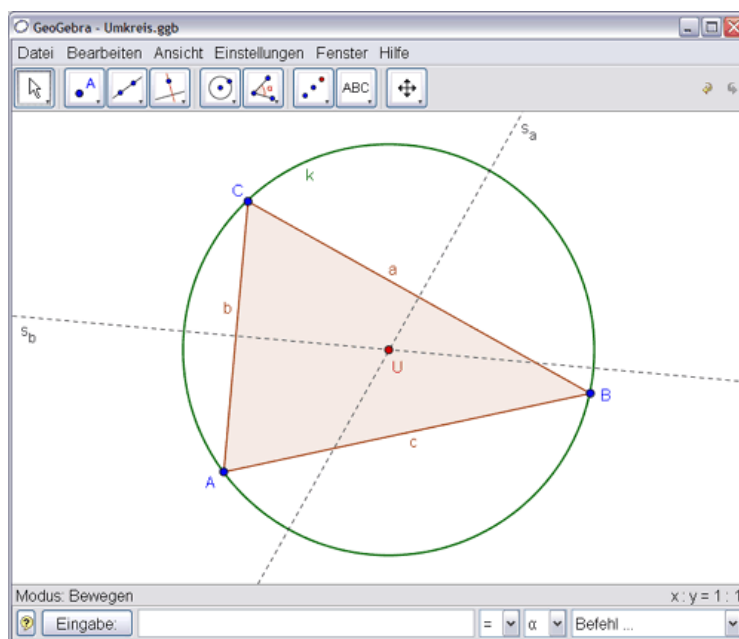 GeoGebra - Umkreis.ggb
Datei Bearbeiten Ansicht Einstellungen Fenster Hilfe
A ABC
s_a
k
C
a
b
s_b
U
B
c
A
Modus: Bewegen x : y = 1 : 1
Eingabe: = α Befehl ...